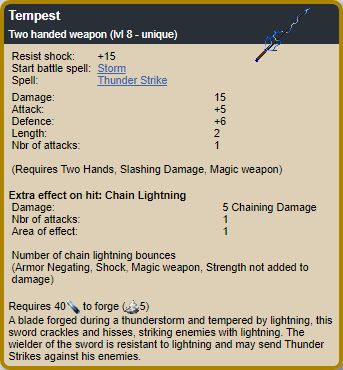 Tempest
Two handed weapon (lvl 8 - unique)
Resist shock: +15
Start battle spell: Storm
Spell: Thunder Strike
Damage: 15
Attack: +5
Defence: +6
Length: 2
Nbr of attacks: 1
(Requires Two Hands, Slashing Damage, Magic weapon)
Extra effect on hit: Chain Lightning
Damage: 5 Chaining Damage
Nbr of attacks: 1
Area of effect: 1
Number of chain lightning bounces
(Armor Negating, Shock, Magic weapon, Strength not added to
damage)
Requires 40 to forge ( 5)
A blade forged during a thunderstorm and tempered by lightning, this
sword crackles and hisses, striking enemies with lightning. The
wielder of the sword is resistant to lightning and may send Thunder
Strikes against his enemies.